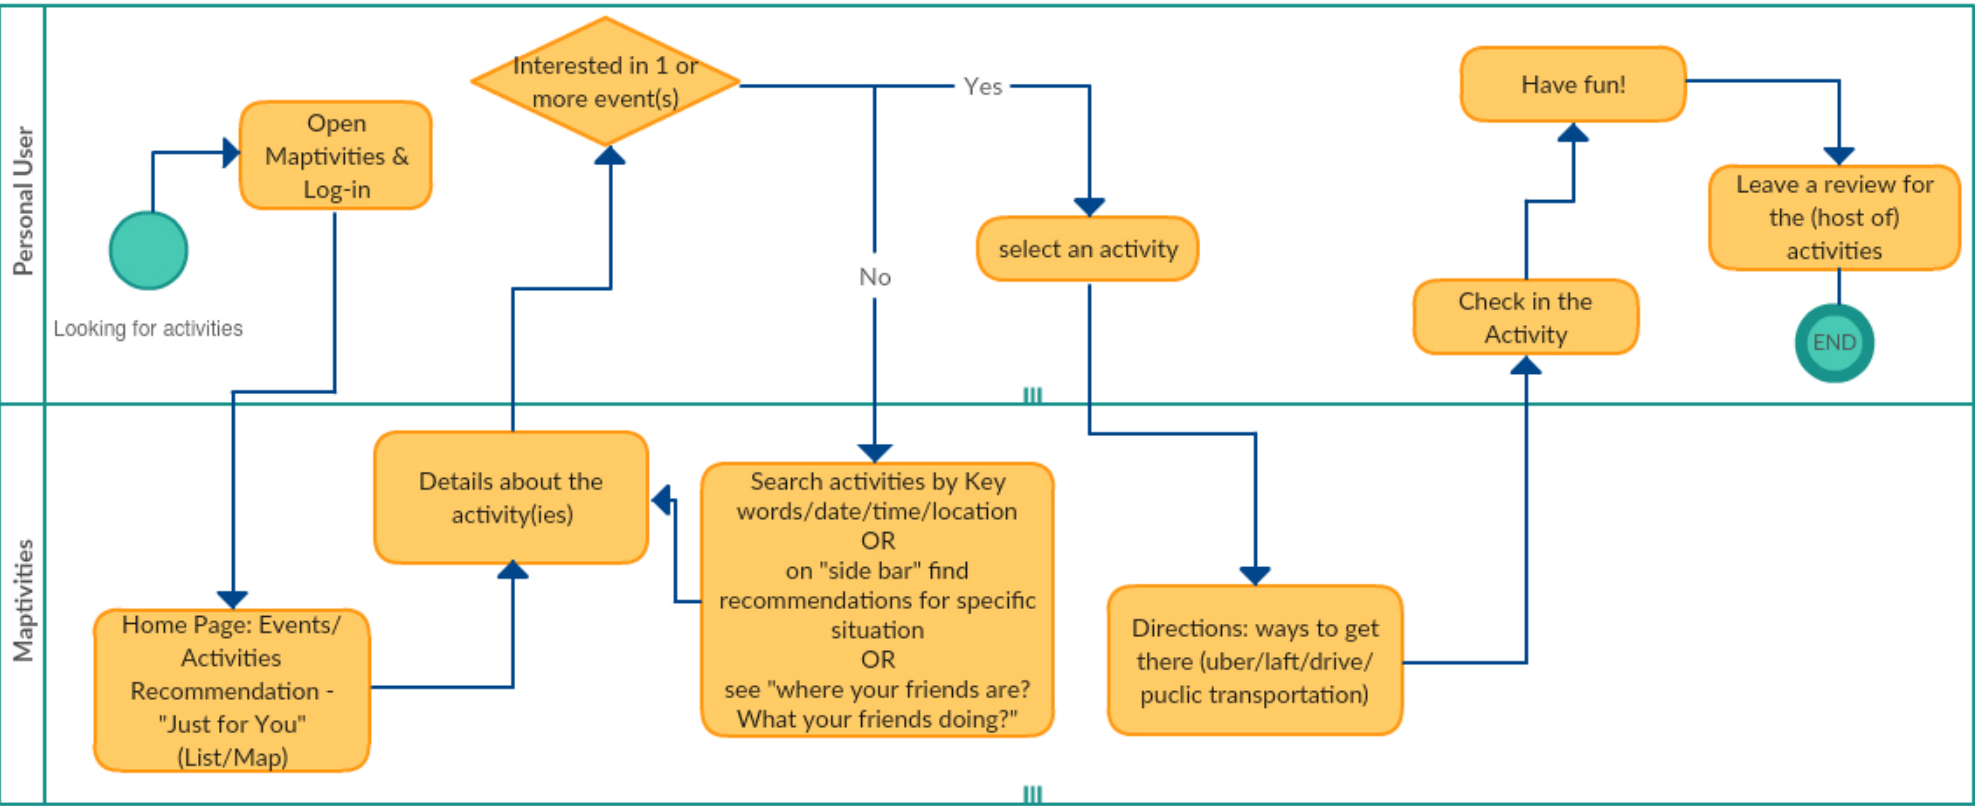 Personal User
Looking for activities
Open
Maptivities &
Log-in
Interested in 1 or
more event(s)
Yes
No
select an activity
Have fun!
Leave a review for
the (host of)
activities
Check in the
Activity
END
Maptivities
Home Page: Events/
Activities
Recommendation -
"Just for You"
(List/Map)
Details about the
activity(ies)
Search activities by Key
words/date/time/location
OR
on "side bar" find
recommendations for specific
situation
OR
see "where your friends are?
What your friends doing?"
Directions: ways to get
there (uber/laft/drive/
puclic transportation)